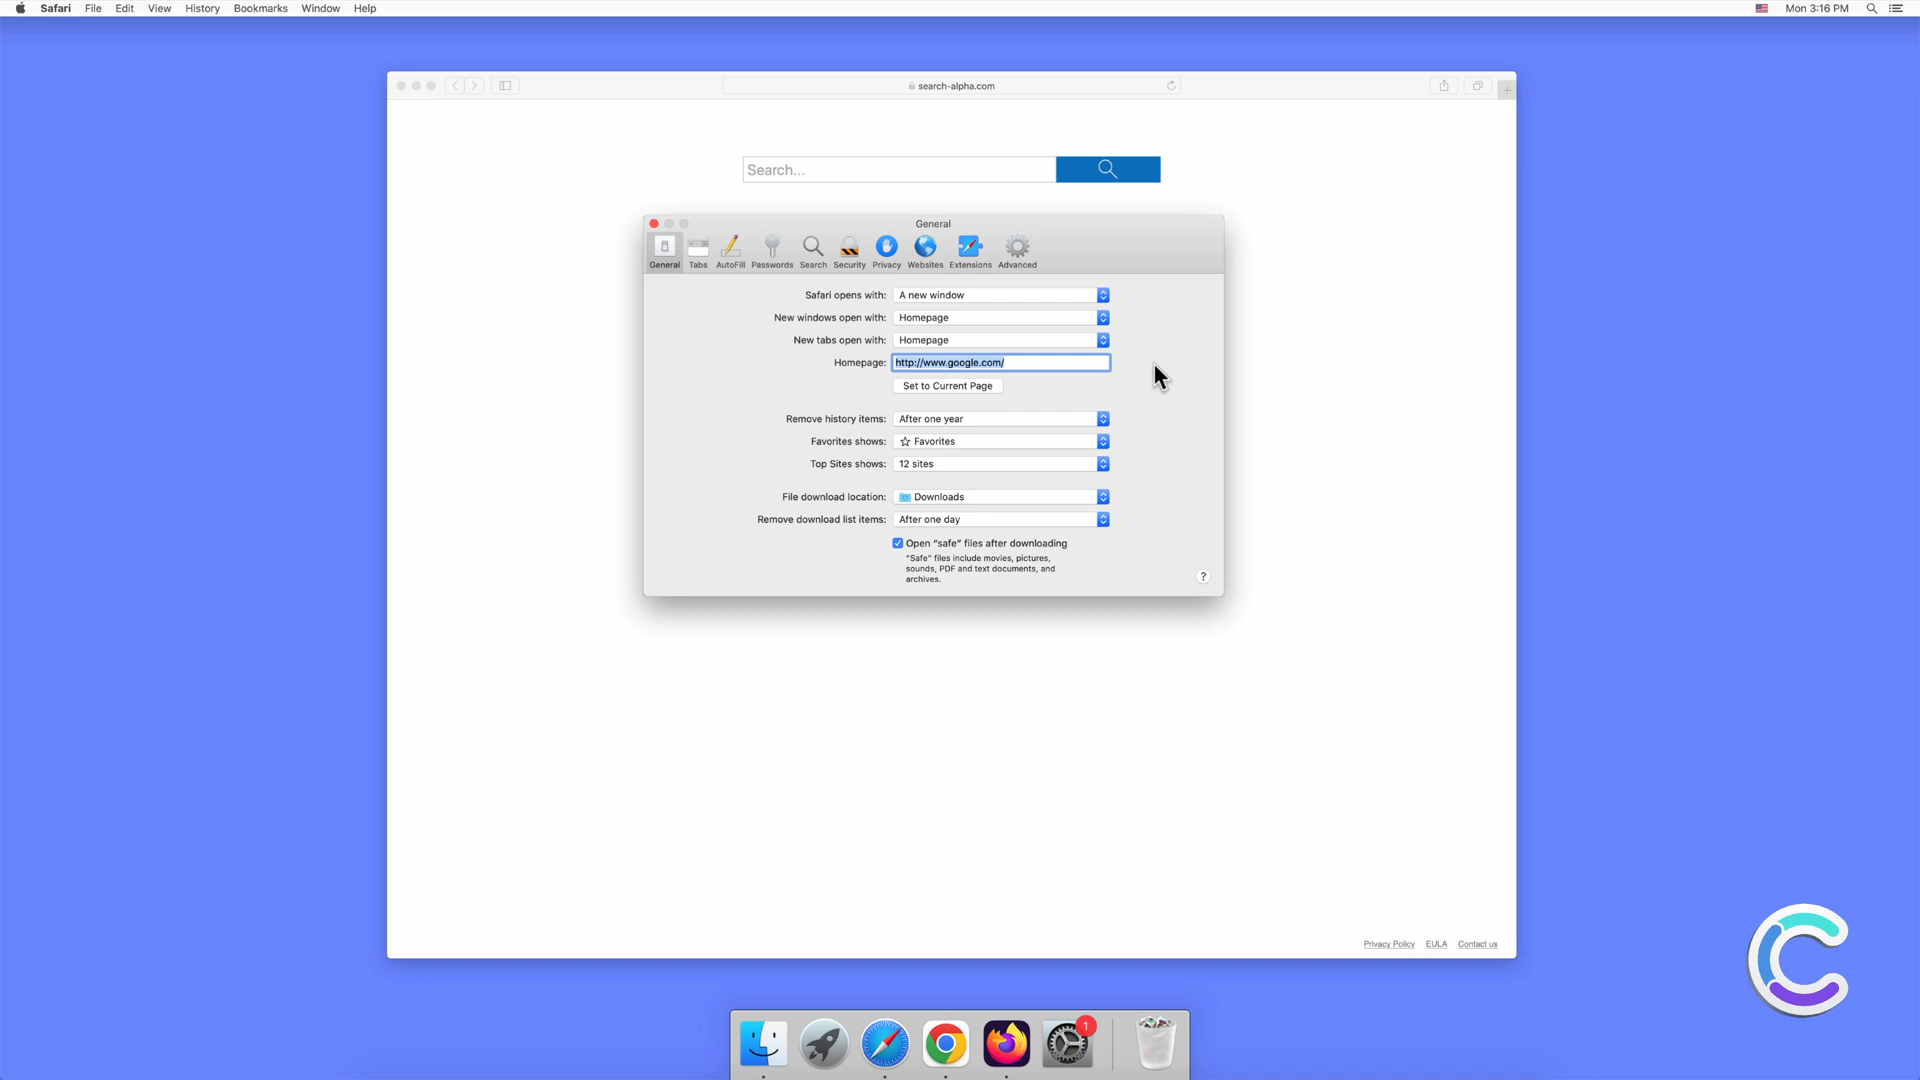 Safari File Edit View History Bookmarks Window Help
Mon 3:16 PM
search-alpha.com
Search...
General
General Tabs AutoFill Passwords Search Security Privacy Websites Extensions Advanced
Safari opens with: A new window
New windows open with: Homepage
New tabs open with: Homepage
Homepage: http://www.google.com/
Set to Current Page
Remove history items: After one year
Favorites shows: Favorites
Top Sites shows: 12 sites
File download location: Downloads
Remove download list items: After one day
Open “safe” files after downloading
“Safe” files include movies, pictures,
sounds, PDF and text documents, and
archives.
?
Privacy Policy EULA Contact us
1